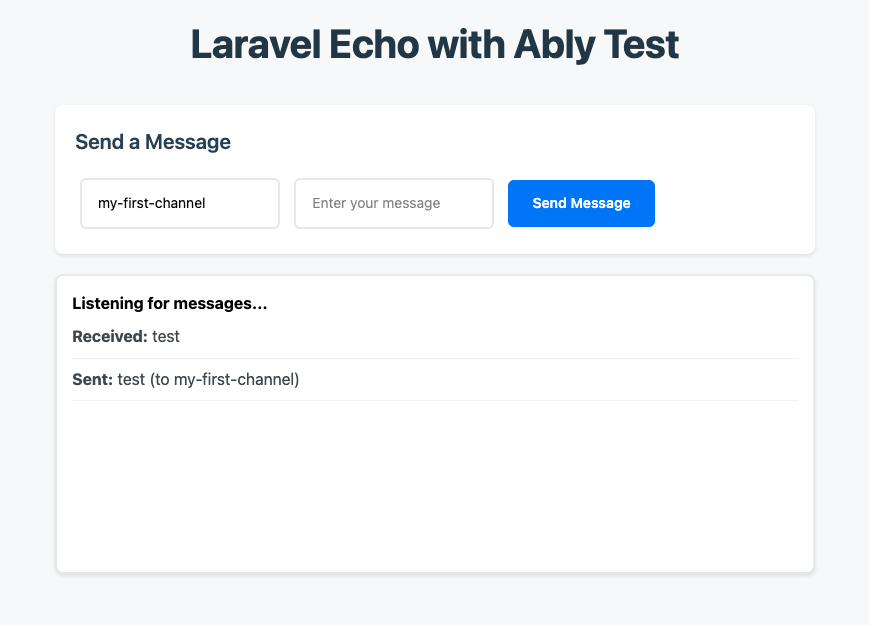 Laravel Echo with Ably Test
Send a Message
my-first-channel
Enter your message
Send Message
Listening for messages...
Received: test
Sent: test (to my-first-channel)